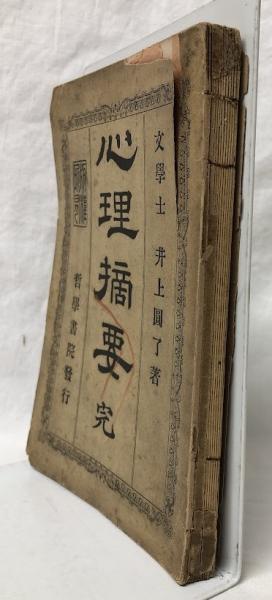 文學士 井上圓了著
心理摘要 完
哲學書院發行